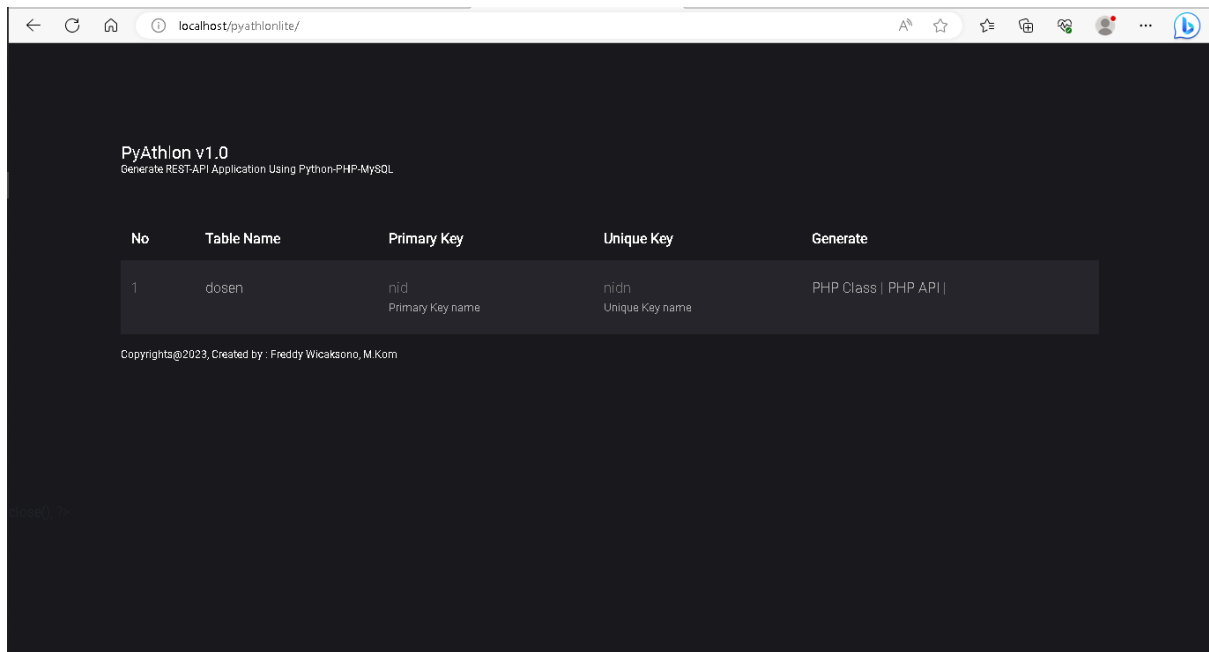 localhost/pyathlonlite/
PyAthlon v1.0
Generate REST-API Application Using Python-PHP-MySQL
No Table Name Primary Key Unique Key Generate
1 dosen nid nidn PHP Class | PHP API |
Primary Key name Unique Key name
Copyrights@2023, Created by : Freddy Wicaksono, M.Kom
close(); ?>